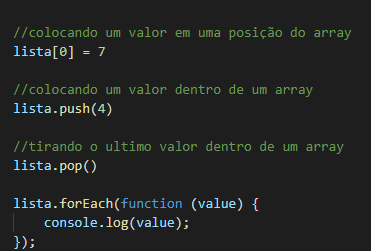 //colocando um valor em uma posição do array
lista[0] = 7
//colocando um valor dentro de um array
lista.push(4)
//tirando o ultimo valor dentro de um array
lista.pop()
lista.forEach(function (value) {
    console.log(value);
});